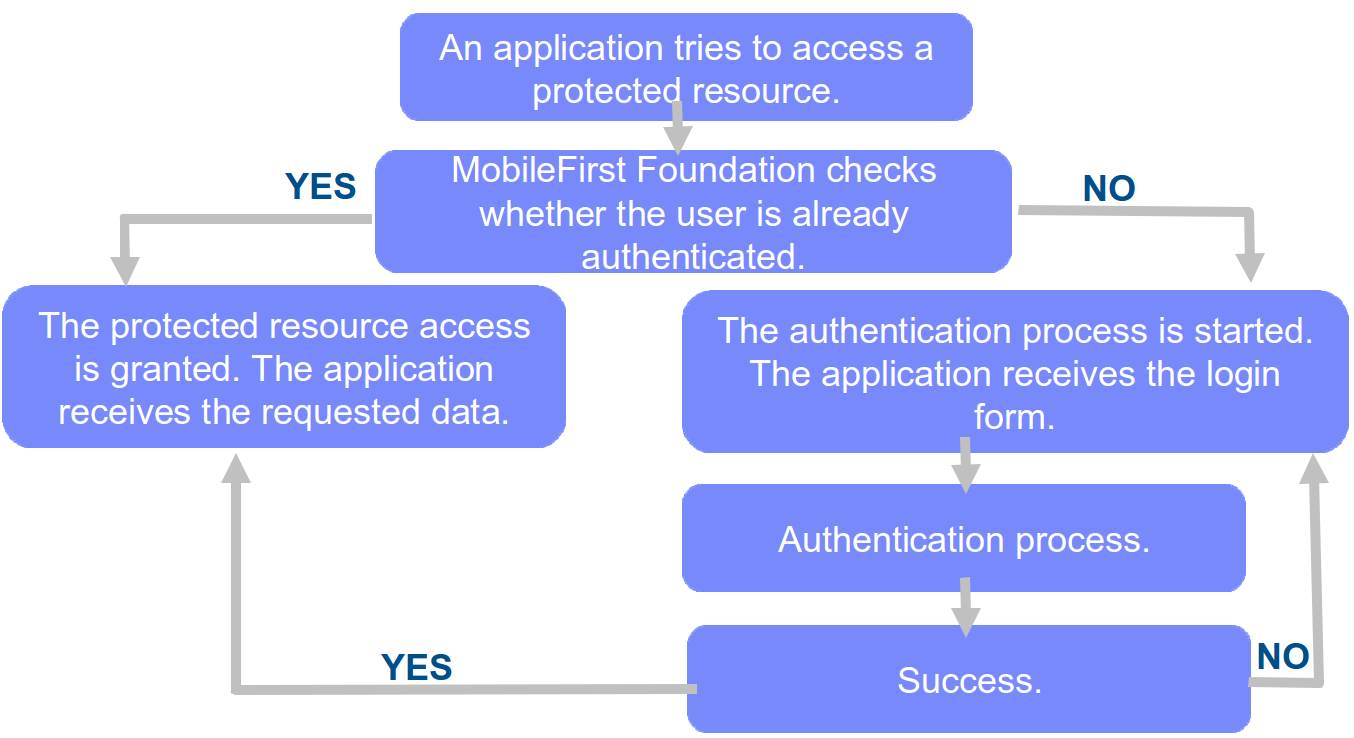 An application tries to access a
protected resource.
YES
MobileFirst Foundation checks
whether the user is already
authenticated.
NO
The protected resource access
is granted. The application
receives the requested data.
The authentication process is started.
The application receives the login
form.
Authentication process.
YES
Success.
NO